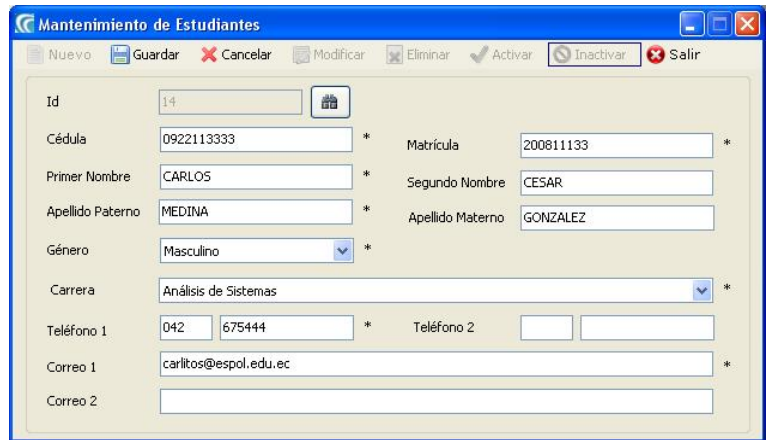 Mantenimiento de Estudiantes
Nuevo Guardar Cancelar Modificar Eliminar Activar Inactivar Salir
Id 14
Cédula 0922113333 * Matrícula 200811133 *
Primer Nombre CARLOS * Segundo Nombre CESAR
Apellido Paterno MEDINA * Apellido Materno GONZALEZ
Género Masculino *
Carrera Análisis de Sistemas *
Teléfono 1 042 675444 * Teléfono 2
Correo 1 carlitos@espol.edu.ec *
Correo 2